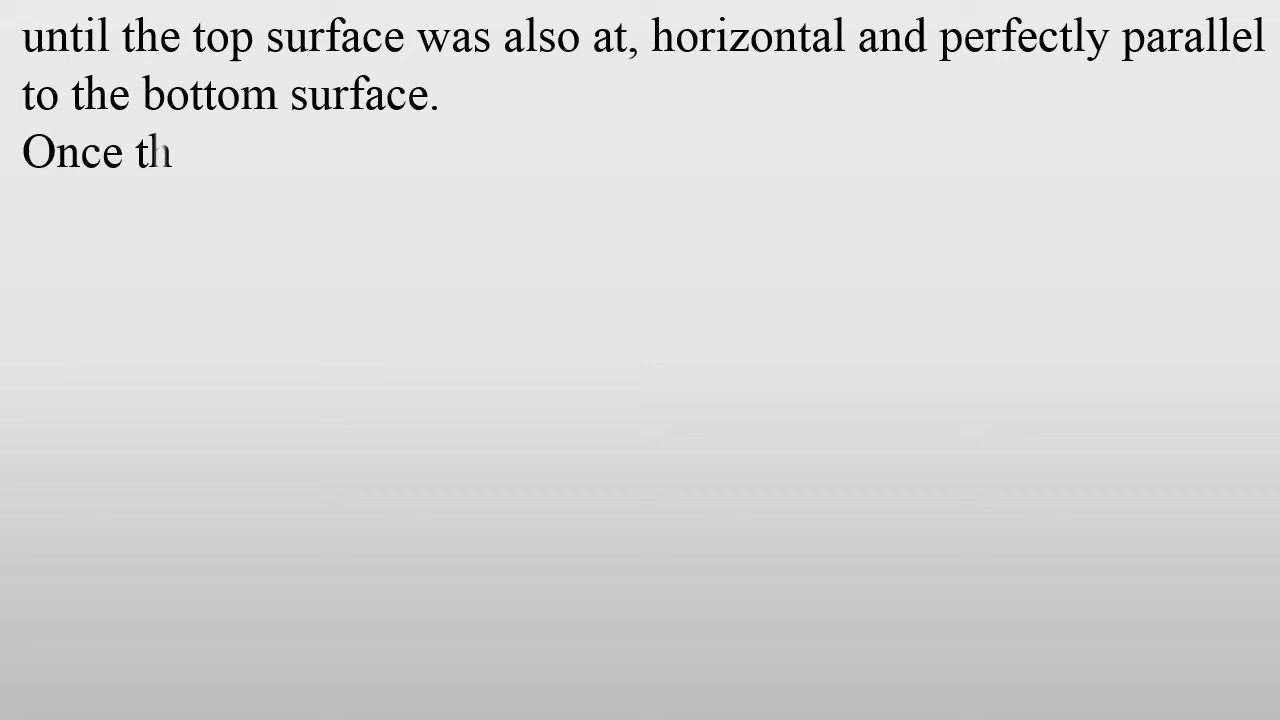 until the top surface was also at, horizontal and perfectly parallel
to the bottom surface.
Once th